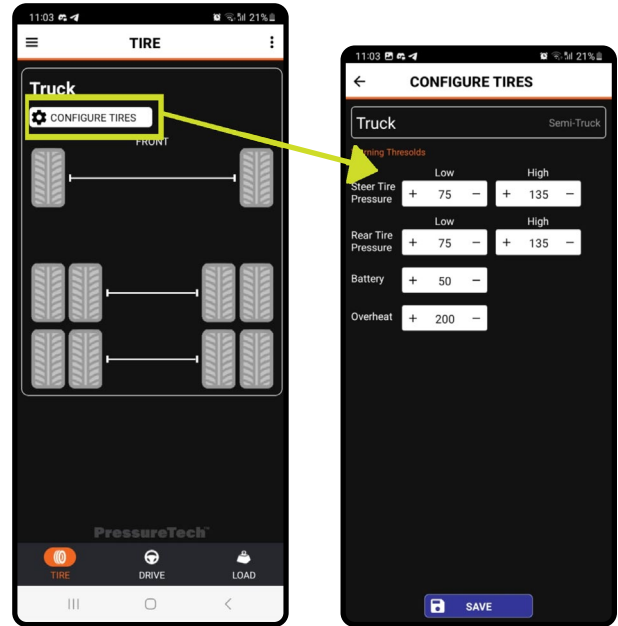 11:03 21%
TIRE
Truck
CONFIGURE TIRES
FRONT
PressureTech™
TIRE DRIVE LOAD
11:03 21%
CONFIGURE TIRES
Truck Semi-Truck
Thresolds
Low High
Steer Tire Pressure + 75 − + 135 −
Low High
Rear Tire Pressure + 75 − + 135 −
Battery + 50 −
Overheat + 200 −
SAVE